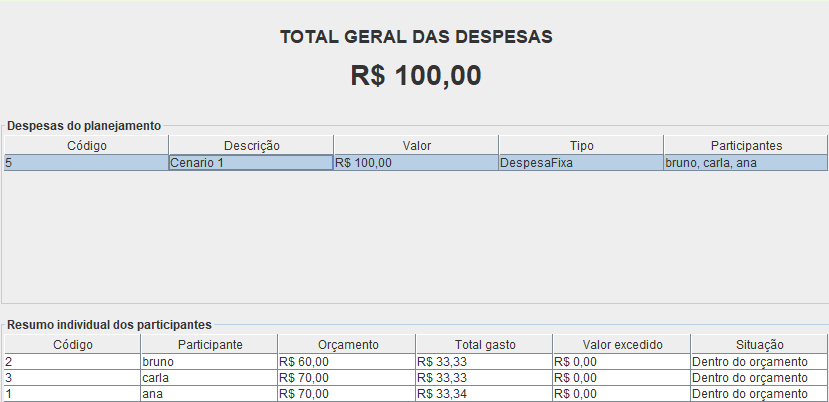 TOTAL GERAL DAS DESPESAS
R$ 100,00
Despesas do planejamento
Código Descrição Valor Tipo Participantes
5 Cenario 1 R$ 100,00 DespesaFixa bruno, carla, ana
Resumo individual dos participantes
Código Participante Orçamento Total gasto Valor excedido Situação
2 bruno R$ 60,00 R$ 33,33 R$ 0,00 Dentro do orçamento
3 carla R$ 70,00 R$ 33,33 R$ 0,00 Dentro do orçamento
1 ana R$ 70,00 R$ 33,34 R$ 0,00 Dentro do orçamento